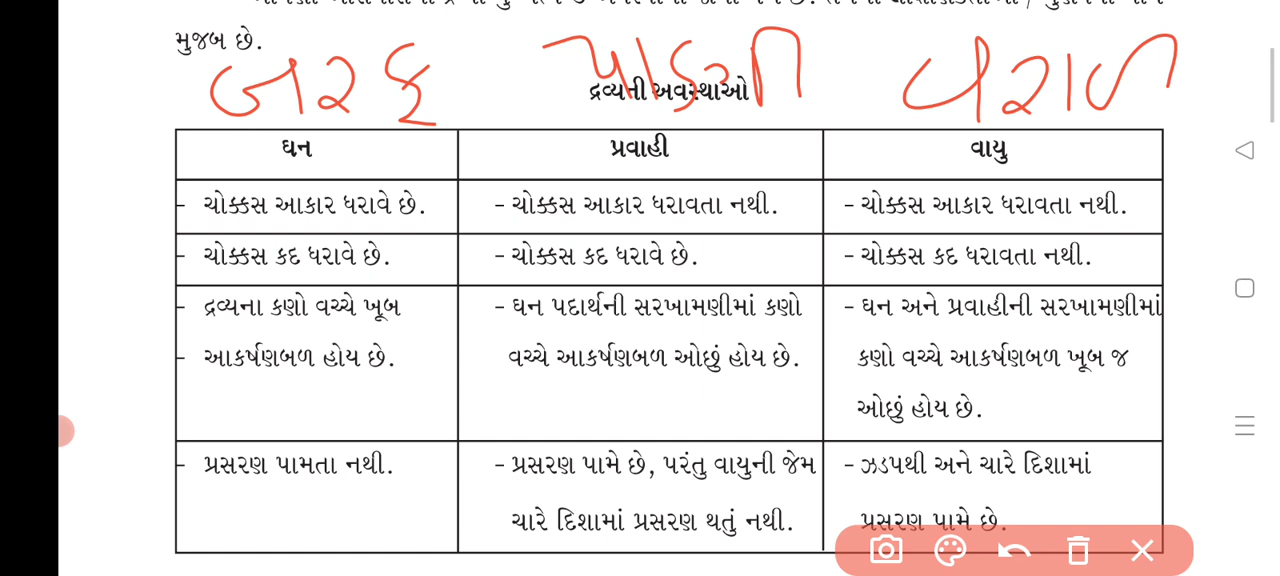 મુજબ છે.
બરફ પાણી વરાળ
દ્રવ્યની અવસ્થાઓ
ઘન પ્રવાહી વાયુ
- ચોક્કસ આકાર ધરાવે છે. - ચોક્કસ આકાર ધરાવતા નથી. - ચોક્કસ આકાર ધરાવતા નથી.
- ચોક્કસ કદ ધરાવે છે. - ચોક્કસ કદ ધરાવે છે. - ચોક્કસ કદ ધરાવતા નથી.
- દ્રવ્યના કણો વચ્ચે ખૂબ - ઘન પદાર્થની સરખામણીમાં કણો - ઘન અને પ્રવાહીની સરખામણીમાં
- આકર્ષણબળ હોય છે. વચ્ચે આકર્ષણબળ ઓછું હોય છે. કણો વચ્ચે આકર્ષણબળ ખૂબ જ
ઓછું હોય છે.
- પ્રસરણ પામતા નથી. - પ્રસરણ પામે છે, પરંતુ વાયુની જેમ - ઝડપથી અને ચારે દિશામાં
ચારે દિશામાં પ્રસરણ થતું નથી. પ્રસરણ પામે છે.